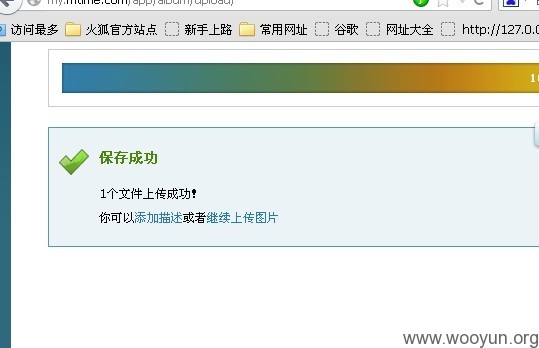 my.mtime.com/app/album/upload/
访问最多 火狐官方站点 新手上路 常用网址 谷歌 网址大全 http://127.0.0
保存成功
1个文件上传成功!
你可以添加描述或者继续上传图片
www.wooyun.org